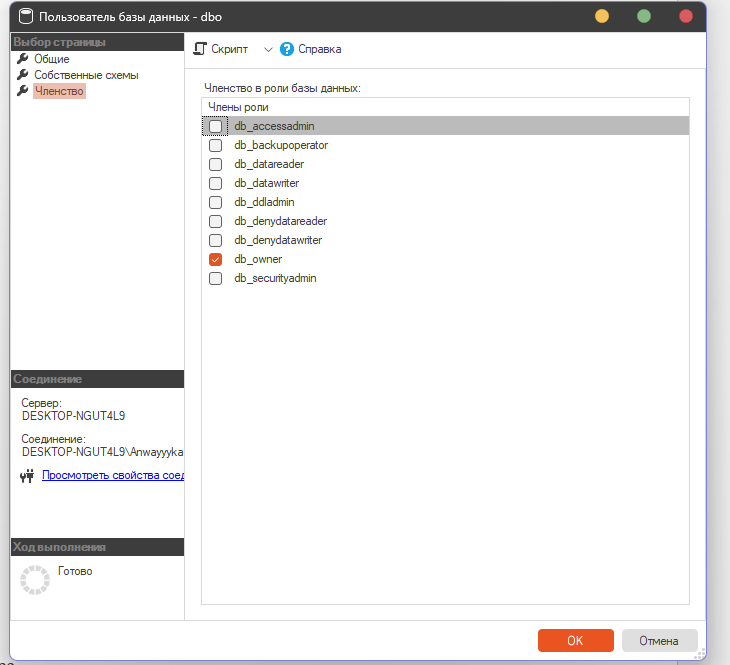 Пользователь базы данных - dbo
Выбор страницы
Общие
Собственные схемы
Членство
Скрипт
Справка
Членство в роли базы данных:
Члены роли
db_accessadmin
db_backupoperator
db_datareader
db_datawriter
db_ddladmin
db_denydatareader
db_denydatawriter
db_owner
db_securityadmin
Соединение
Сервер:
DESKTOP-NGUT4L9
Соединение:
DESKTOP-NGUT4L9\Anwayyyka
Просмотреть свойства соед
Ход выполнения
Готово
OK
Отмена